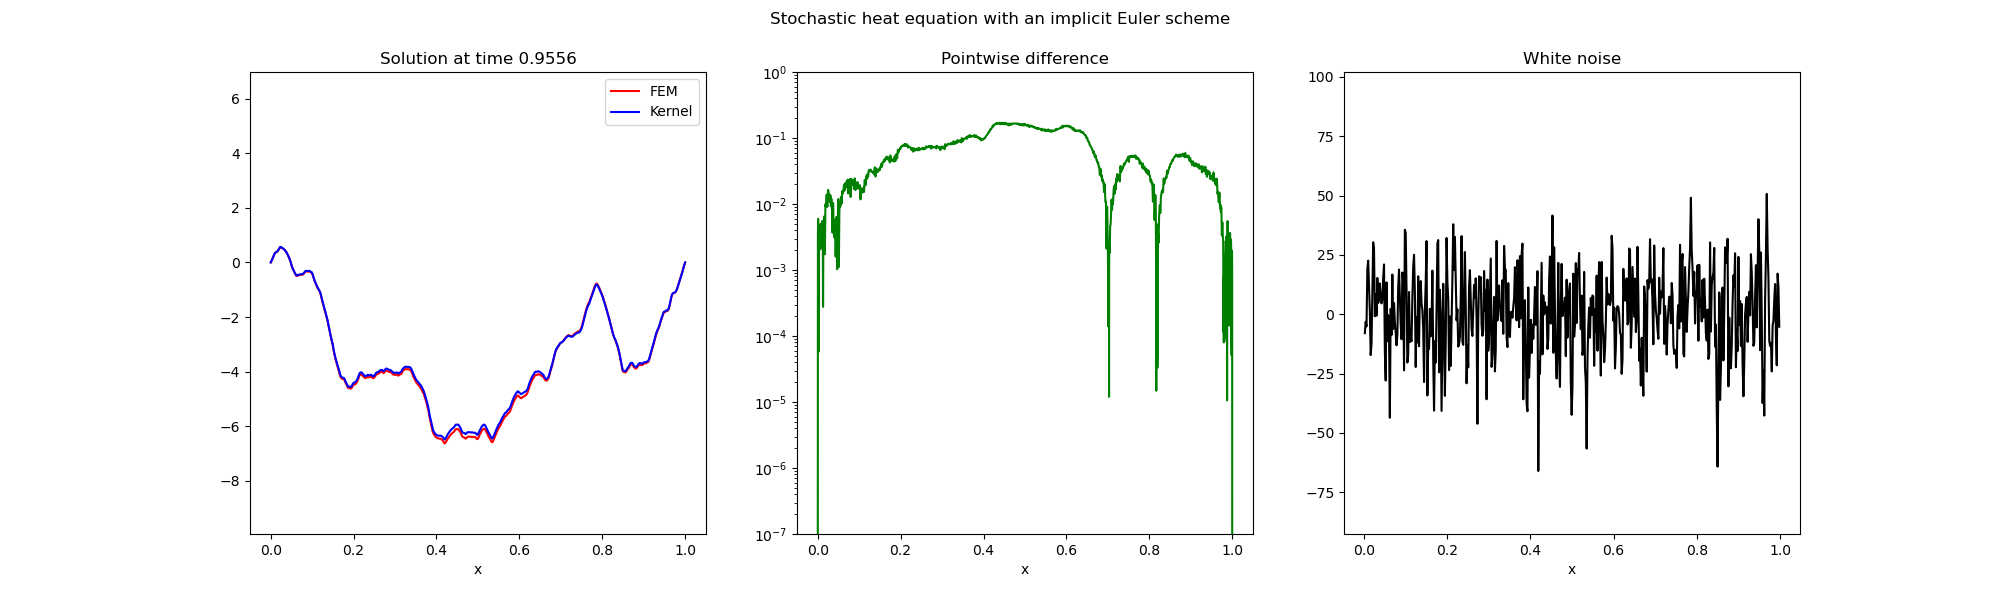 Stochastic heat equation with an implicit Euler scheme
Solution at time 0.9556
6
4
2
0
−2
−4
−6
−8
0.0 0.2 0.4 0.6 0.8 1.0
x
FEM
Kernel
Pointwise difference
10⁰
10⁻¹
10⁻²
10⁻³
10⁻⁴
10⁻⁵
10⁻⁶
10⁻⁷
0.0 0.2 0.4 0.6 0.8 1.0
x
White noise
100
75
50
25
0
−25
−50
−75
0.0 0.2 0.4 0.6 0.8 1.0
x